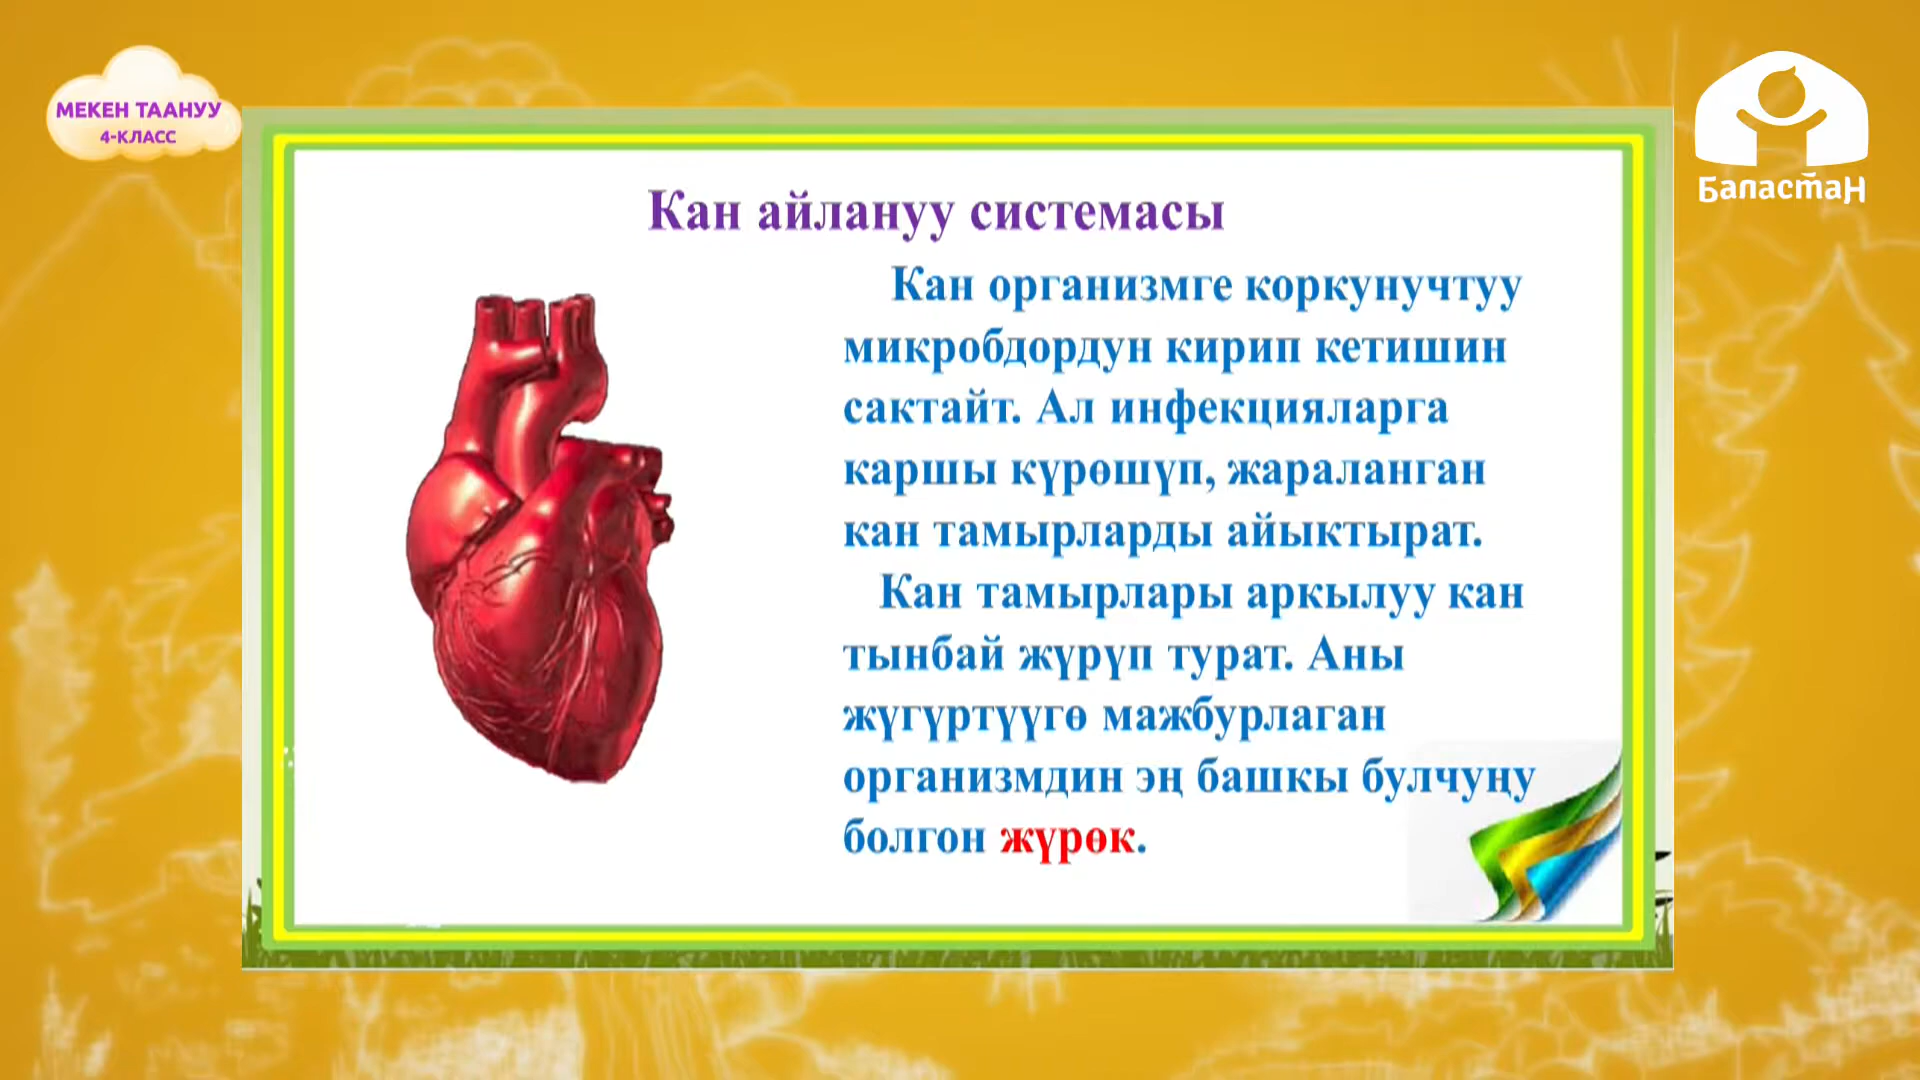 МЕКЕН ТААНУУ
4-КЛАСС
БаластаН
Кан айлануу системасы
Кан организмге коркунучтуу
микробдордун кирип кетишин
сактайт. Ал инфекцияларга
каршы күрөшүп, жараланган
кан тамырларды айыктырат.
Кан тамырлары аркылуу кан
тынбай жүрүп турат. Аны
жүгүртүүгө мажбурлаган
организмдин эң башкы булчуңу
болгон жүрөк.